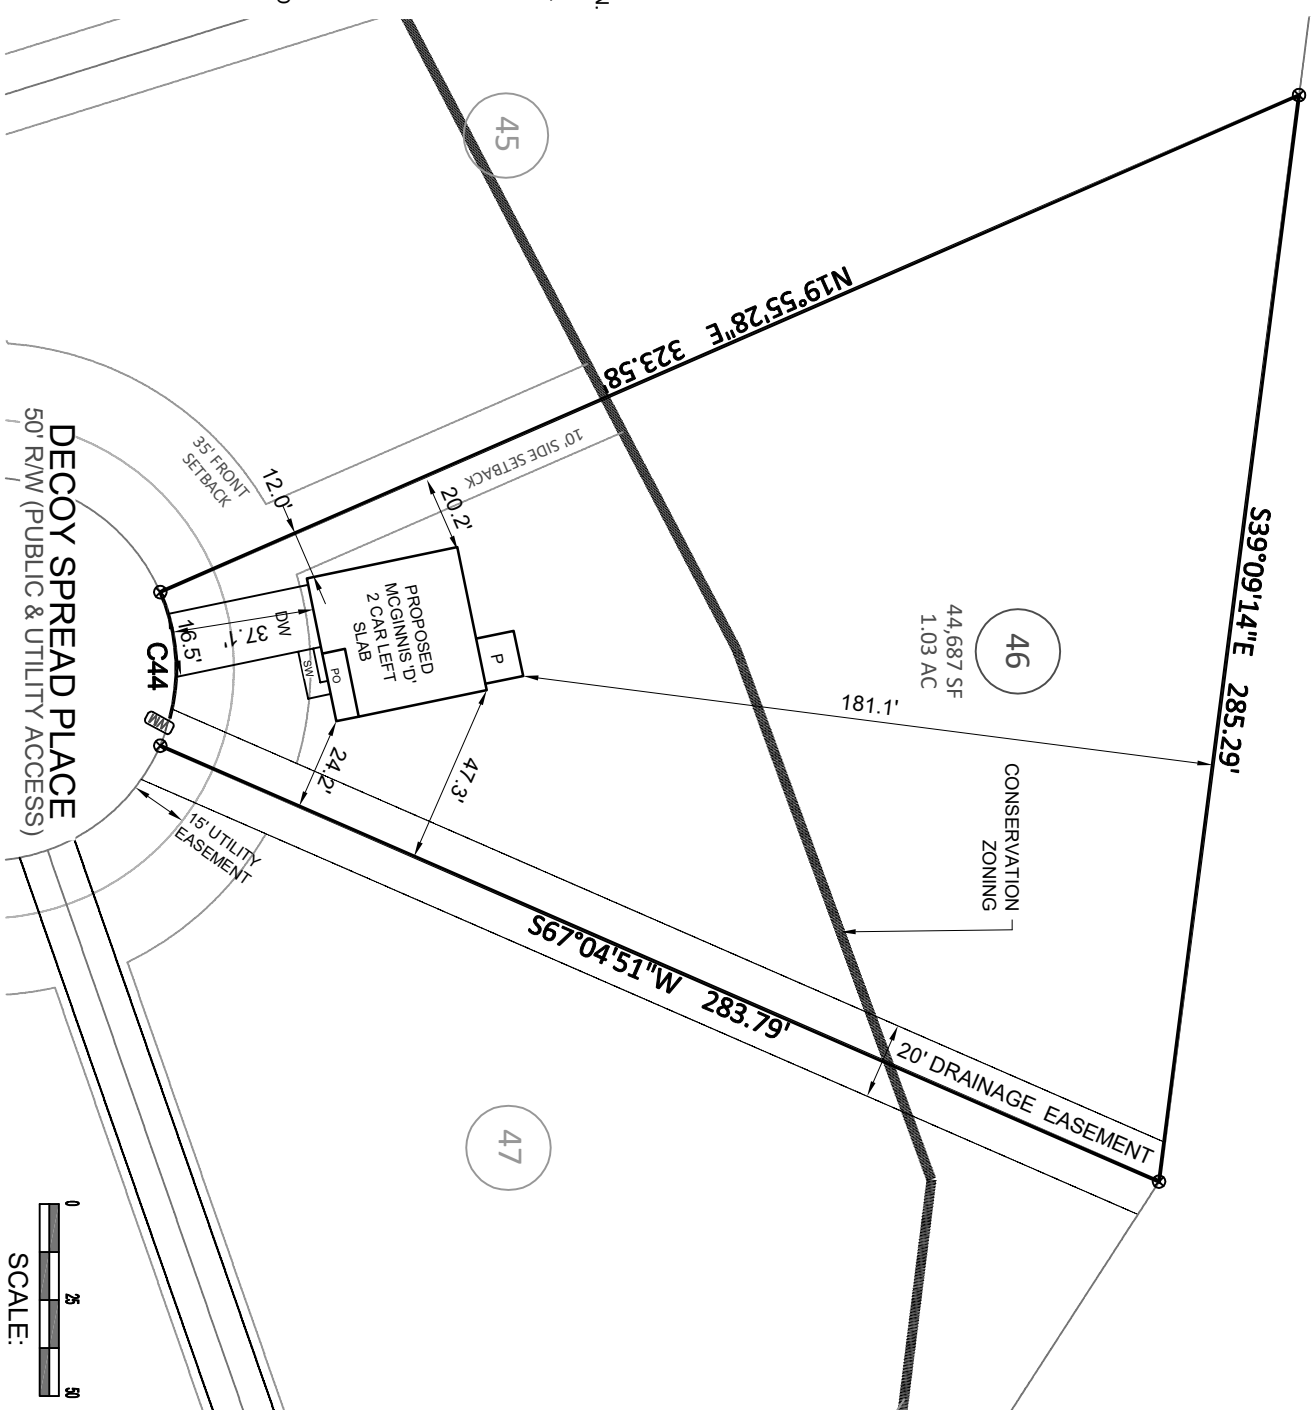 45
N19°55'28"E 323.58'
S39°09'14"E 285.29'
10' SIDE SETBACK
35' FRONT
SETBACK
12.0'
20.2'
46
44,687 SF
1.03 AC
PROPOSED
MCGINNIS 'D'
2 CAR LEFT
SLAB
P
PO
SW
DW
37.1'
16.5'
C44
WM
DECOY SPREAD PLACE
50' R/W (PUBLIC & UTILITY ACCESS)
181.1'
24.2'
47.3'
CONSERVATION
ZONING
15' UTILITY
EASEMENT
S67°04'51"W 283.79'
20' DRAINAGE EASEMENT
47
0 25 50
SCALE: